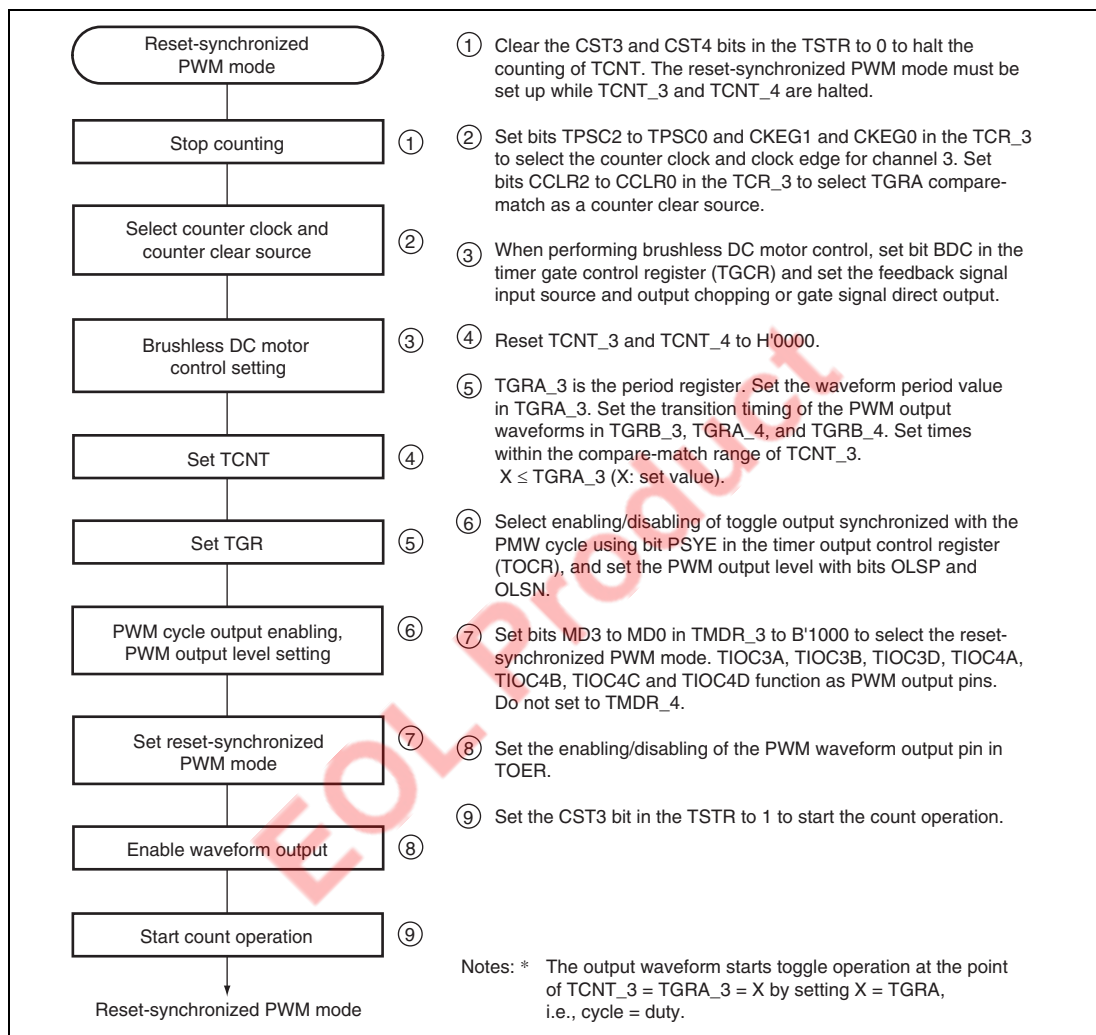 Reset-synchronized
PWM mode
Stop counting
①
Select counter clock and
counter clear source
②
Brushless DC motor
control setting
③
Set TCNT
④
Set TGR
⑤
PWM cycle output enabling,
PWM output level setting
⑥
Set reset-synchronized
PWM mode
⑦
Enable waveform output
⑧
Start count operation
⑨
Reset-synchronized PWM mode
① Clear the CST3 and CST4 bits in the TSTR to 0 to halt the
counting of TCNT. The reset-synchronized PWM mode must be
set up while TCNT_3 and TCNT_4 are halted.
② Set bits TPSC2 to TPSC0 and CKEG1 and CKEG0 in the TCR_3
to select the counter clock and clock edge for channel 3. Set
bits CCLR2 to CCLR0 in the TCR_3 to select TGRA compare-
match as a counter clear source.
③ When performing brushless DC motor control, set bit BDC in the
timer gate control register (TGCR) and set the feedback signal
input source and output chopping or gate signal direct output.
④ Reset TCNT_3 and TCNT_4 to H'0000.
⑤ TGRA_3 is the period register. Set the waveform period value
in TGRA_3. Set the transition timing of the PWM output
waveforms in TGRB_3, TGRA_4, and TGRB_4. Set times
within the compare-match range of TCNT_3.
X ≤ TGRA_3 (X: set value).
⑥ Select enabling/disabling of toggle output synchronized with the
PMW cycle using bit PSYE in the timer output control register
(TOCR), and set the PWM output level with bits OLSP and
OLSN.
⑦ Set bits MD3 to MD0 in TMDR_3 to B'1000 to select the reset-
synchronized PWM mode. TIOC3A, TIOC3B, TIOC3D, TIOC4A,
TIOC4B, TIOC4C and TIOC4D function as PWM output pins.
Do not set to TMDR_4.
⑧ Set the enabling/disabling of the PWM waveform output pin in
TOER.
⑨ Set the CST3 bit in the TSTR to 1 to start the count operation.
Notes: * The output waveform starts toggle operation at the point
of TCNT_3 = TGRA_3 = X by setting X = TGRA,
i.e., cycle = duty.
EOL Product